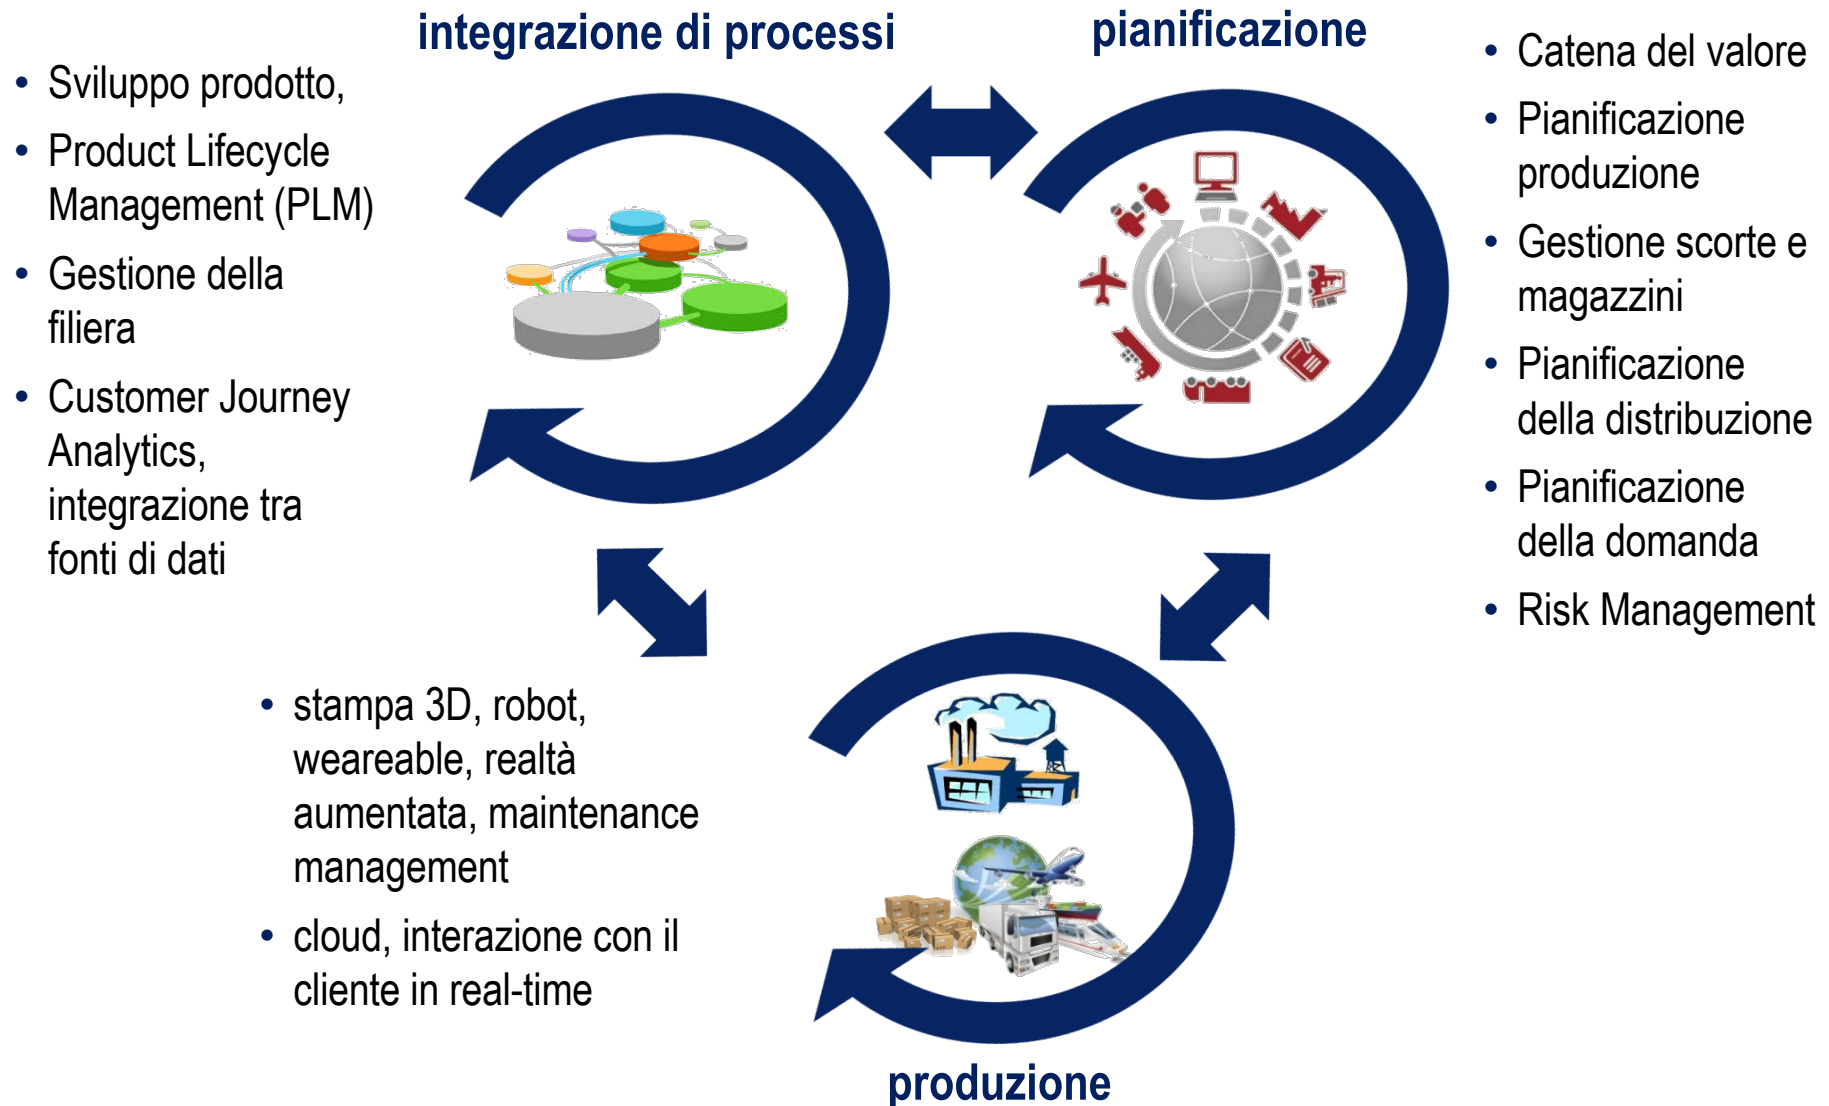 integrazione di processi
• Sviluppo prodotto,
• Product Lifecycle
Management (PLM)
• Gestione della
filiera
• Customer Journey
Analytics,
integrazione tra
fonti di dati
pianificazione
• Catena del valore
• Pianificazione
produzione
• Gestione scorte e
magazzini
• Pianificazione
della distribuzione
• Pianificazione
della domanda
• Risk Management
• stampa 3D, robot,
weareable, realtà
aumentata, maintenance
management
• cloud, interazione con il
cliente in real-time
produzione